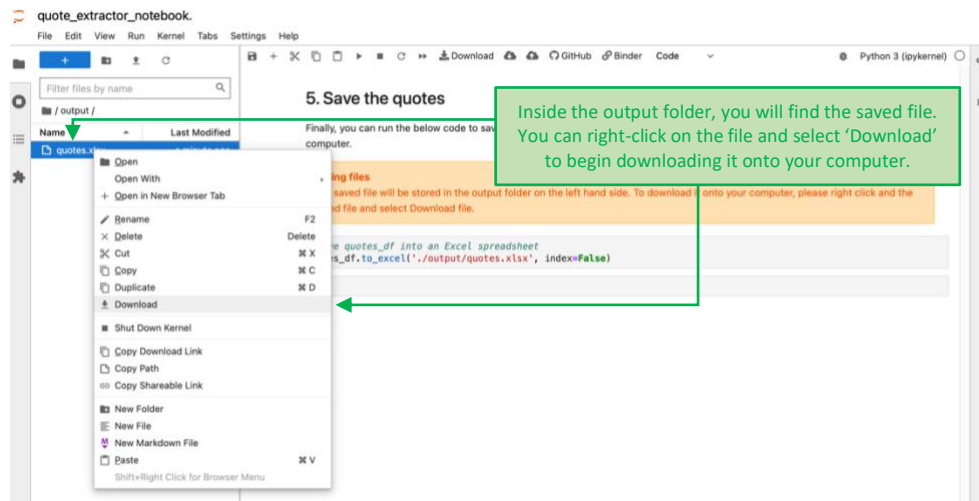 quote_extractor_notebook.
File Edit View Run Kernel Tabs Settings Help
Download GitHub Binder Code Python 3 (ipykernel)
Filter files by name
/ output /
Name Last Modified
quotes.xlsx
5. Save the quotes
Finally, you can run the below code to sav
computer.
Inside the output folder, you will find the saved file.
You can right-click on the file and select ‘Download’
to begin downloading it onto your computer.
ing files
saved file will be stored in the output folder on the left hand side. To download it onto your computer, please right click and the
d file and select Download file.
e quotes_df into an Excel spreadsheet
s_df.to_excel('./output/quotes.xlsx', index=False)
Open
Open With
+ Open in New Browser Tab
Rename F2
Delete Delete
Cut ⌘ X
Copy ⌘ C
Duplicate ⌘ D
Download
Shut Down Kernel
Copy Download Link
Copy Path
Copy Shareable Link
New Folder
New File
New Markdown File
Paste ⌘ V
Shift+Right Click for Browser Menu